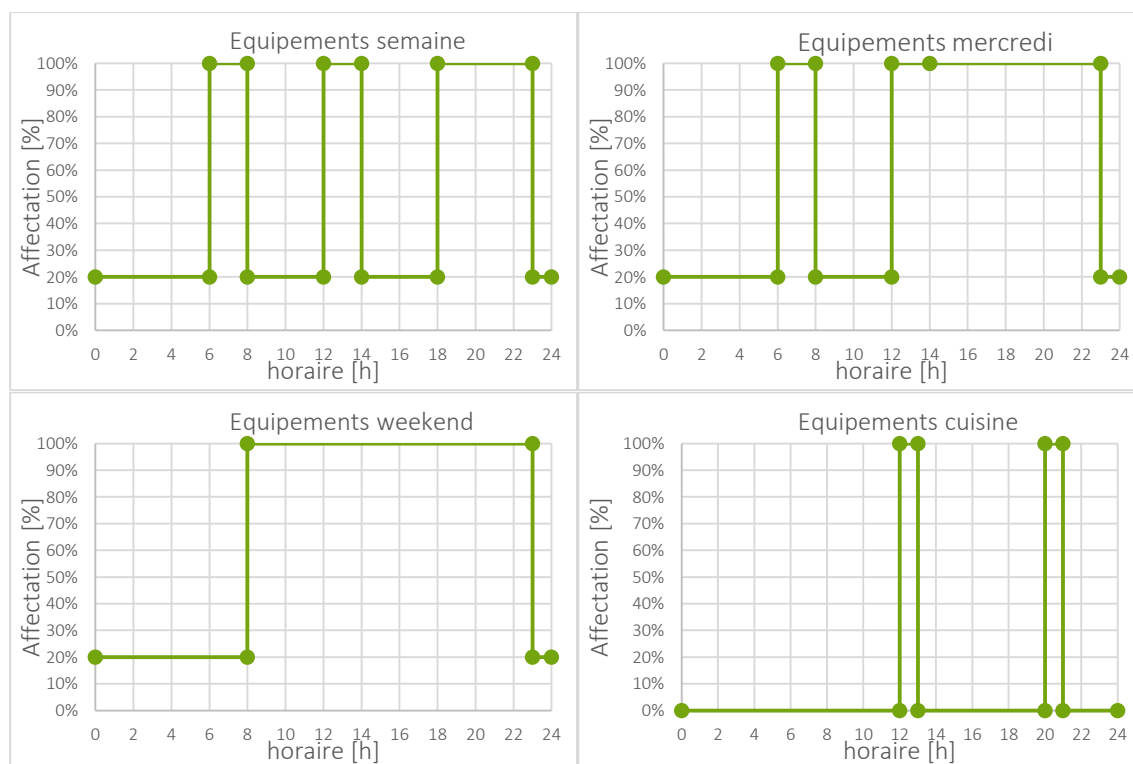 Equipements semaine
Affectation [%]
100%
90%
80%
70%
60%
50%
40%
30%
20%
10%
0%
0 2 4 6 8 10 12 14 16 18 20 22 24
horaire [h]
Equipements mercredi
Affectation [%]
100%
90%
80%
70%
60%
50%
40%
30%
20%
10%
0%
0 2 4 6 8 10 12 14 16 18 20 22 24
horaire [h]
Equipements weekend
Affectation [%]
100%
90%
80%
70%
60%
50%
40%
30%
20%
10%
0%
0 2 4 6 8 10 12 14 16 18 20 22 24
horaire [h]
Equipements cuisine
Affectation [%]
100%
90%
80%
70%
60%
50%
40%
30%
20%
10%
0%
0 2 4 6 8 10 12 14 16 18 20 22 24
horaire [h]